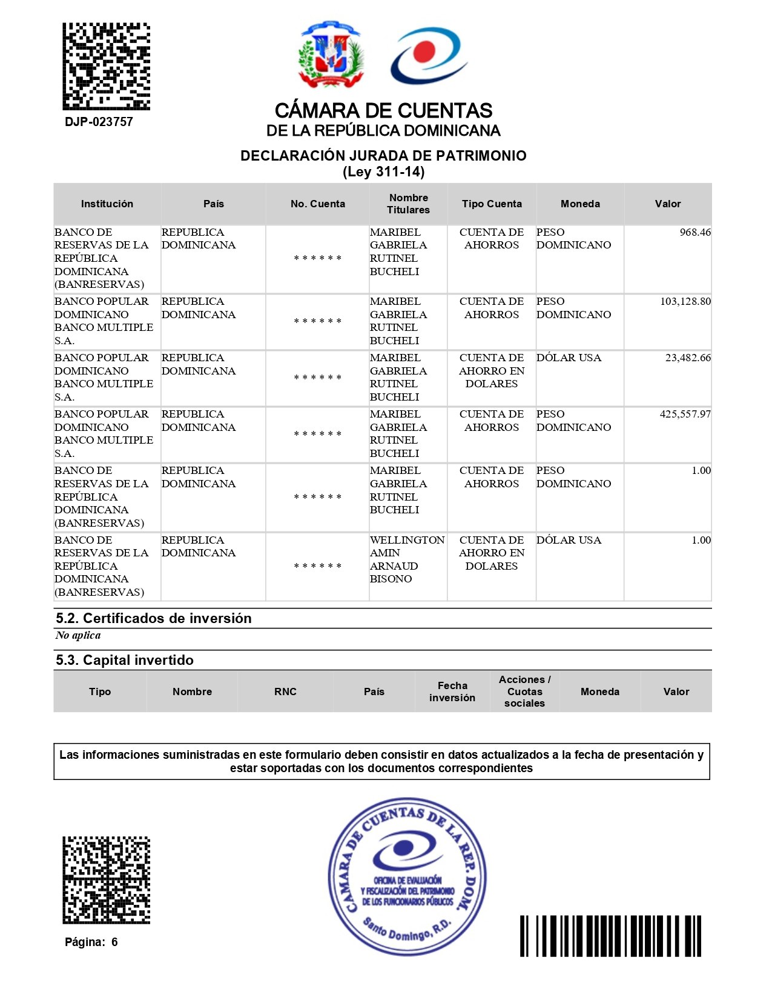 DJP-023757
CÁMARA DE CUENTAS
DE LA REPÚBLICA DOMINICANA
DECLARACIÓN JURADA DE PATRIMONIO
(Ley 311-14)
Institución País No. Cuenta Nombre Titulares Tipo Cuenta Moneda Valor
BANCO DE REPUBLICA MARIBEL CUENTA DE PESO 968.46
RESERVAS DE LA DOMINICANA GABRIELA AHORROS DOMINICANO
REPÚBLICA * * * * * * RUTINEL
DOMINICANA BUCHELI
(BANRESERVAS)
BANCO POPULAR REPUBLICA MARIBEL CUENTA DE PESO 103,128.80
DOMINICANO DOMINICANA GABRIELA AHORROS DOMINICANO
BANCO MULTIPLE * * * * * * RUTINEL
S.A. BUCHELI
BANCO POPULAR REPUBLICA MARIBEL CUENTA DE DÓLAR USA 23,482.66
DOMINICANO DOMINICANA GABRIELA AHORRO EN
BANCO MULTIPLE * * * * * * RUTINEL DOLARES
S.A. BUCHELI
BANCO POPULAR REPUBLICA MARIBEL CUENTA DE PESO 425,557.97
DOMINICANO DOMINICANA GABRIELA AHORROS DOMINICANO
BANCO MULTIPLE * * * * * * RUTINEL
S.A. BUCHELI
BANCO DE REPUBLICA MARIBEL CUENTA DE PESO 1.00
RESERVAS DE LA DOMINICANA GABRIELA AHORROS DOMINICANO
REPÚBLICA * * * * * * RUTINEL
DOMINICANA BUCHELI
(BANRESERVAS)
BANCO DE REPUBLICA WELLINGTON CUENTA DE DÓLAR USA 1.00
RESERVAS DE LA DOMINICANA AMIN AHORRO EN
REPÚBLICA * * * * * * ARNAUD DOLARES
DOMINICANA BISONO
(BANRESERVAS)
5.2. Certificados de inversión
No aplica
5.3. Capital invertido
Tipo Nombre RNC País Fecha inversión Acciones / Cuotas sociales Moneda Valor
Las informaciones suministradas en este formulario deben consistir en datos actualizados a la fecha de presentación y
estar soportadas con los documentos correspondientes
CAMARA DE CUENTAS DE LA REP. DOM.
OFICINA DE EVALUACIÓN
Y FISCALIZACIÓN DEL PATRIMONIO
DE LOS FUNCIONARIOS PÚBLICOS
Santo Domingo, R.D.
Página: 6